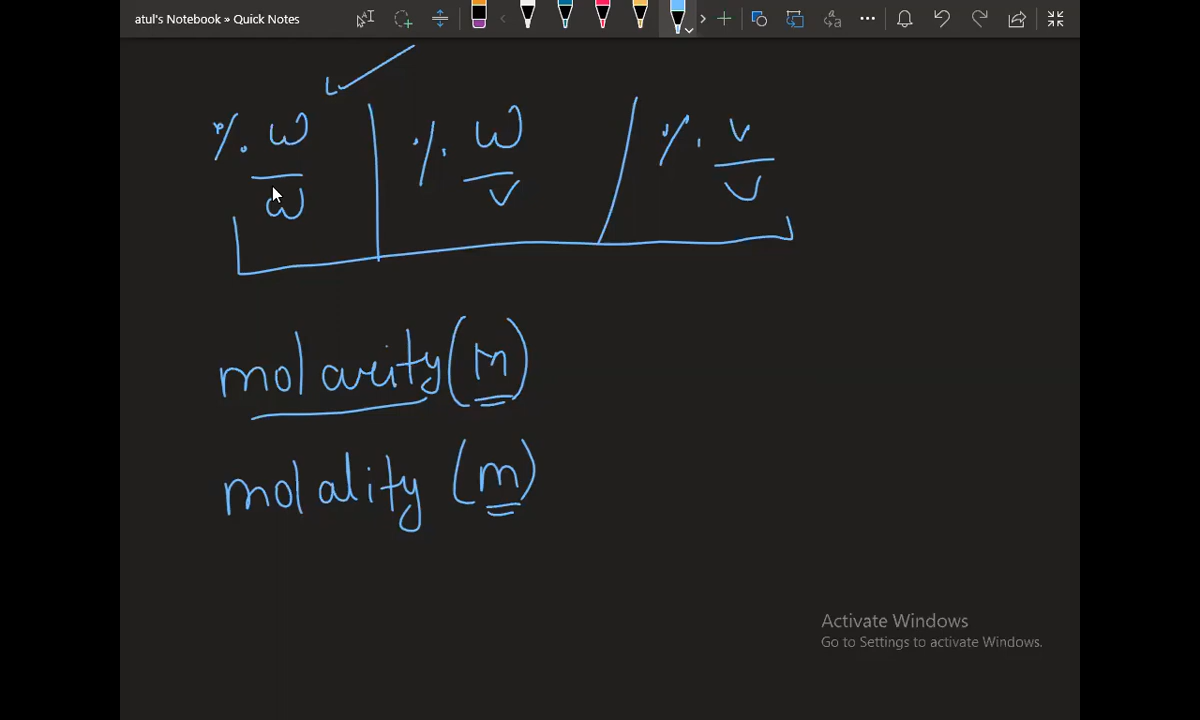 atul's Notebook » Quick Notes
% w/w % w/v % v/v
molarity (M)
molality (m)
Activate Windows
Go to Settings to activate Windows.